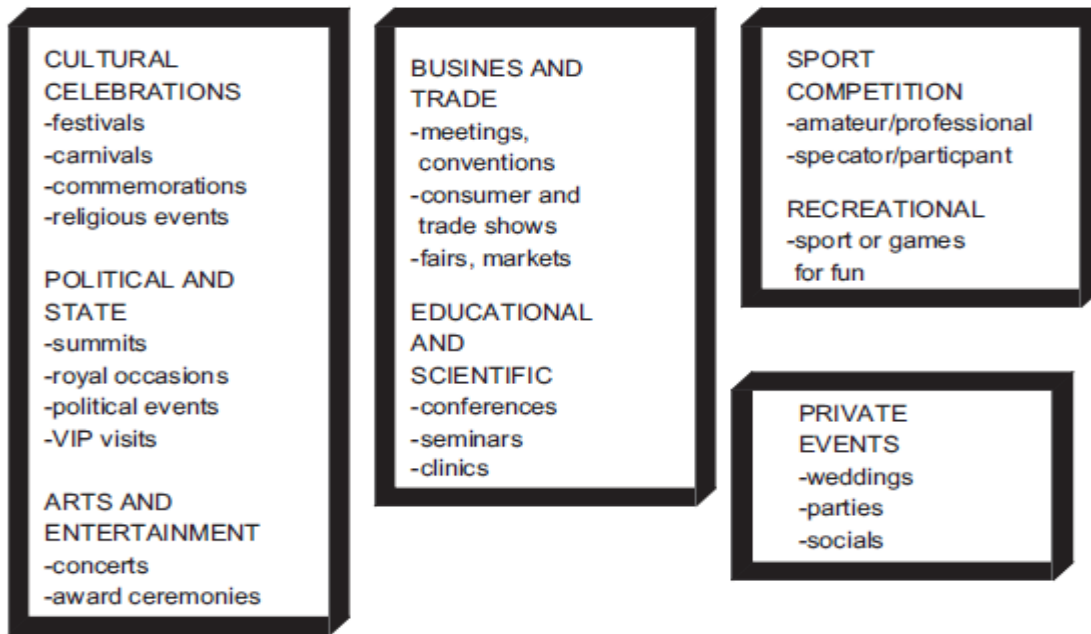 CULTURAL
CELEBRATIONS
-festivals
-carnivals
-commemorations
-religious events
POLITICAL AND
STATE
-summits
-royal occasions
-political events
-VIP visits
ARTS AND
ENTERTAINMENT
-concerts
-award ceremonies
BUSINES AND
TRADE
-meetings,
conventions
-consumer and
trade shows
-fairs, markets
EDUCATIONAL
AND
SCIENTIFIC
-conferences
-seminars
-clinics
SPORT
COMPETITION
-amateur/professional
-specator/particpant
RECREATIONAL
-sport or games
for fun
PRIVATE
EVENTS
-weddings
-parties
-socials